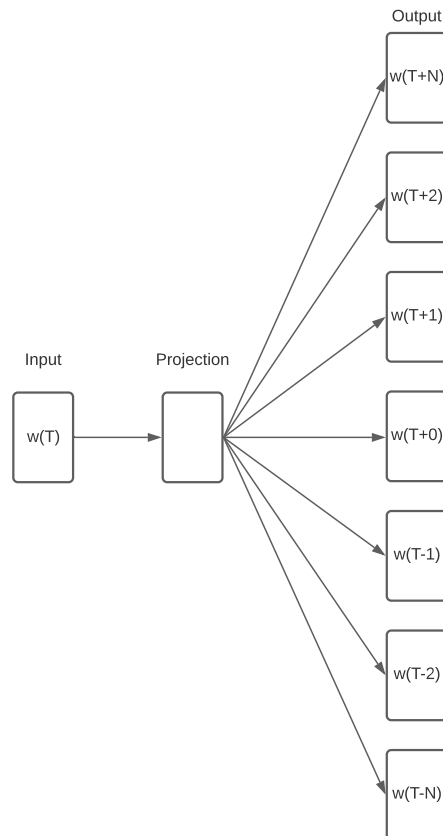 Output
w(T+N)
w(T+2)
w(T+1)
Input
Projection
w(T)
w(T+0)
w(T-1)
w(T-2)
w(T-N)